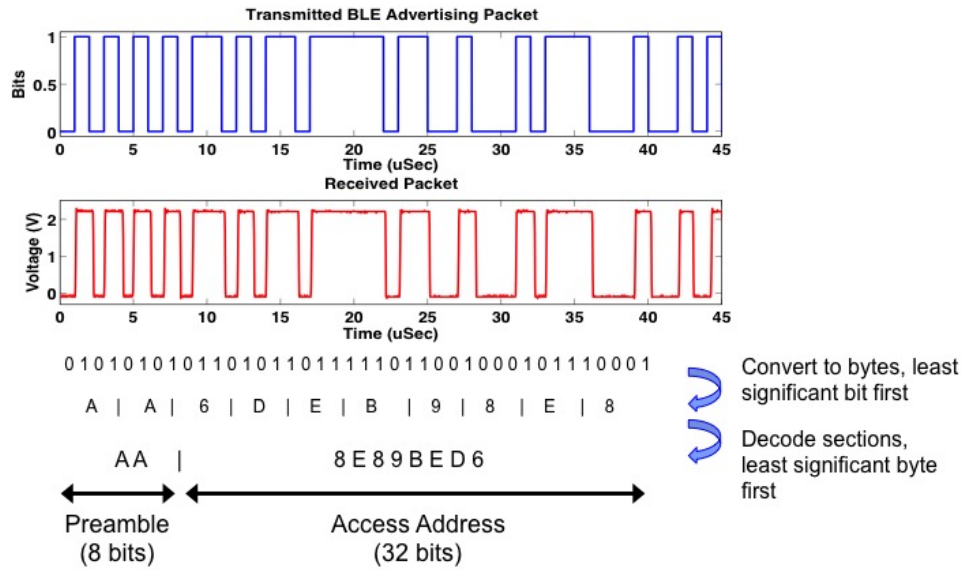 Transmitted BLE Advertising Packet
Bits
1
0.5
0
0 5 10 15 20 25 30 35 40 45
Time (uSec)
Received Packet
Voltage (V)
2
1
0
0 5 10 15 20 25 30 35 40 45
Time (uSec)
0 1 0 1 0 1 0 1 0 1 1 0 1 0 1 1 0 1 1 1 1 1 0 1 1 0 0 1 0 0 0 1 0 1 1 1 0 0 0 1
A | A | 6 | D | E | B | 9 | 8 | E | 8
A A | 8 E 8 9 B E D 6
Preamble
(8 bits)
Access Address
(32 bits)
Convert to bytes, least
significant bit first
Decode sections,
least significant byte
first